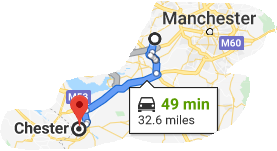 Manchester
M60
M53
49 min
32.6 miles
Chester